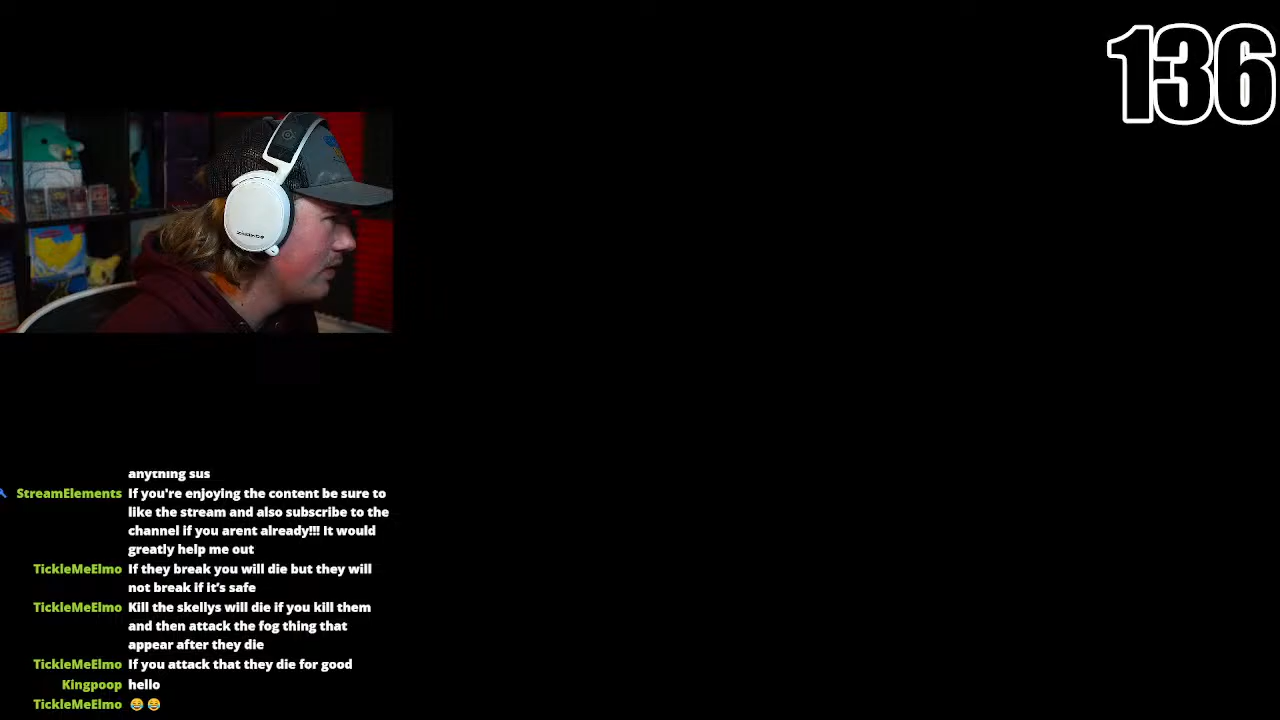 136
anything sus
StreamElements If you're enjoying the content be sure to
like the stream and also subscribe to the
channel if you arent already!!! It would
greatly help me out
TickleMeElmo If they break you will die but they will
not break if it's safe
TickleMeElmo Kill the skellys will die if you kill them
and then attack the fog thing that
appear after they die
TickleMeElmo If you attack that they die for good
Kingpoop hello
TickleMeElmo 😂😂